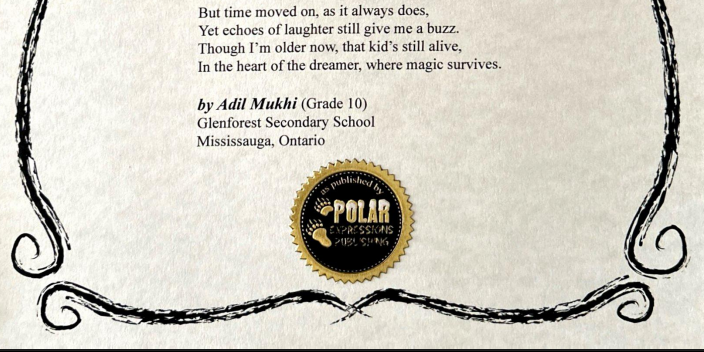 But time moved on, as it always does,
Yet echoes of laughter still give me a buzz.
Though I'm older now, that kid's still alive,
In the heart of the dreamer, where magic survives.
by Adil Mukhi (Grade 10)
Glenforest Secondary School
Mississauga, Ontario
as published by
POLAR
EXPRESSIONS
PUBLISHING